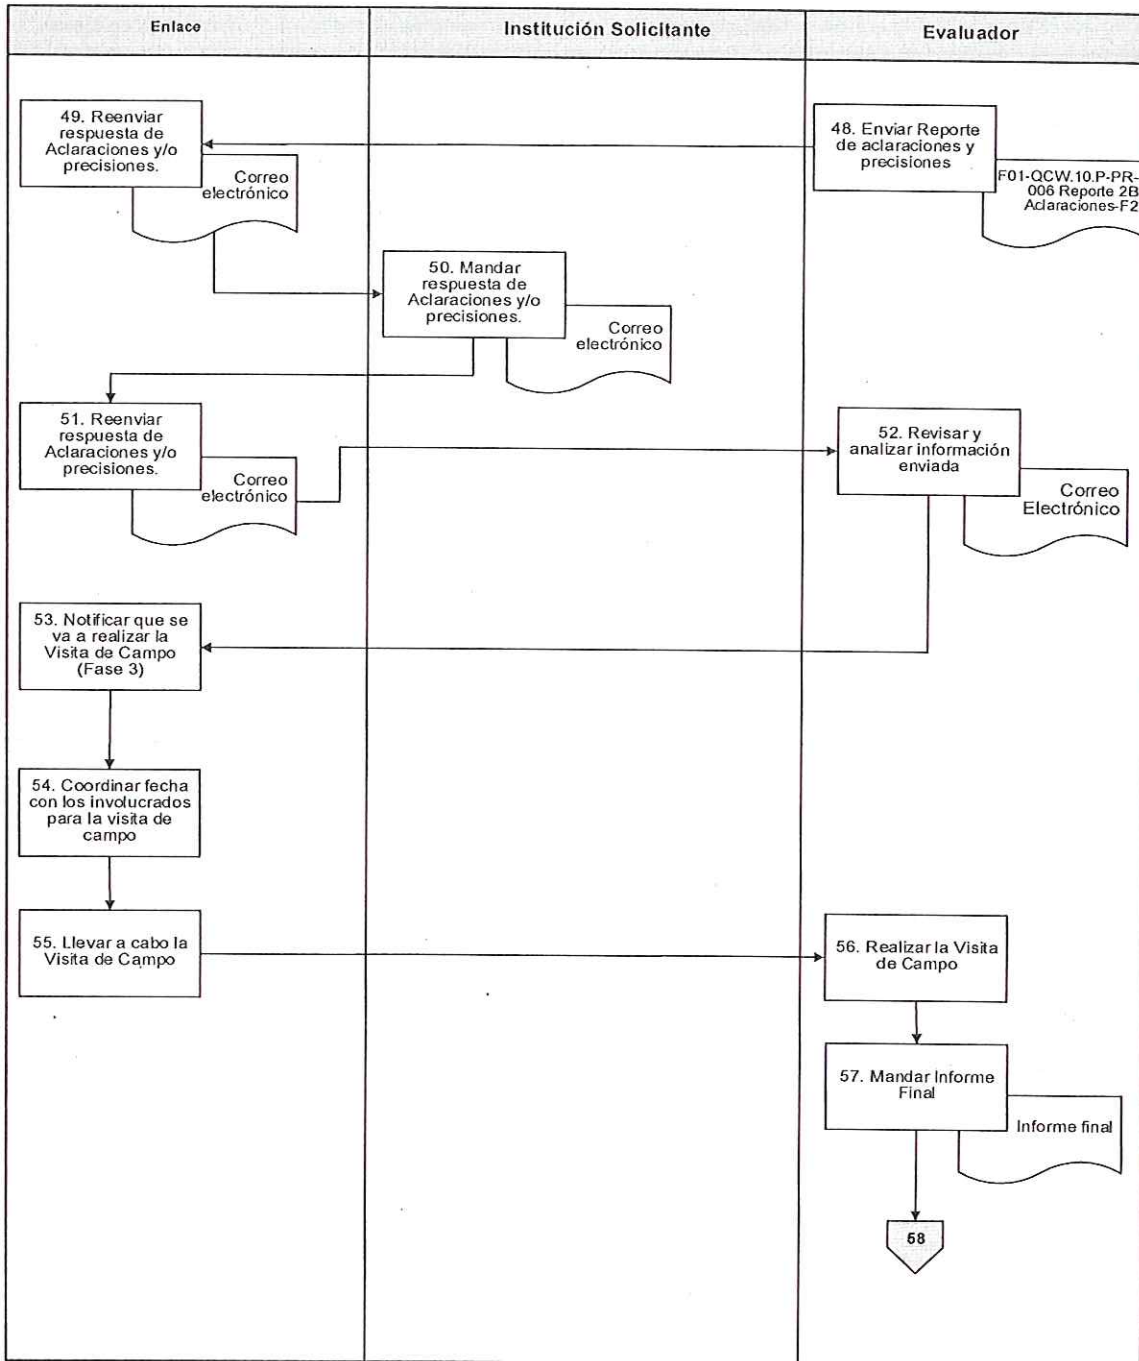 Enlace
Institución Solicitante
Evaluador
48. Enviar Reporte
de aclaraciones y
precisiones
F01-QCW.10.P-PR-
006 Reporte 2B
Aclaraciones-F2
49. Reenviar
respuesta de
Aclaraciones y/o
precisiones.
Correo
electrónico
50. Mandar
respuesta de
Aclaraciones y/o
precisiones.
Correo
electrónico
51. Reenviar
respuesta de
Aclaraciones y/o
precisiones.
Correo
electrónico
52. Revisar y
analizar información
enviada
Correo
Electrónico
53. Notificar que se
va a realizar la
Visita de Campo
(Fase 3)
54. Coordinar fecha
con los involucrados
para la visita de
campo
55. Llevar a cabo la
Visita de Campo
56. Realizar la Visita
de Campo
57. Mandar Informe
Final
Informe final
58